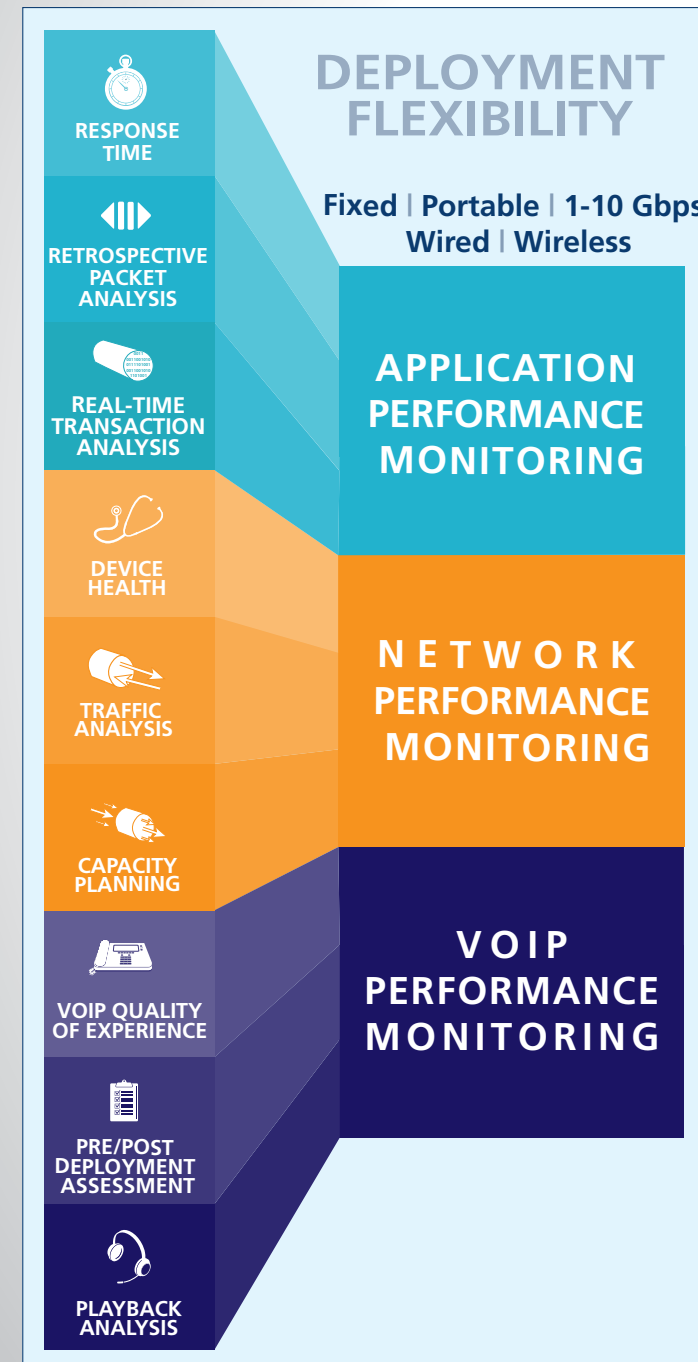 DEPLOYMENT
FLEXIBILITY
Fixed | Portable | 1-10 Gbps
Wired | Wireless
RESPONSE
TIME
RETROSPECTIVE
PACKET
ANALYSIS
REAL-TIME
TRANSACTION
ANALYSIS
APPLICATION
PERFORMANCE
MONITORING
DEVICE
HEALTH
TRAFFIC
ANALYSIS
CAPACITY
PLANNING
NETWORK
PERFORMANCE
MONITORING
VOIP QUALITY
OF EXPERIENCE
PRE/POST
DEPLOYMENT
ASSESSMENT
PLAYBACK
ANALYSIS
VOIP
PERFORMANCE
MONITORING